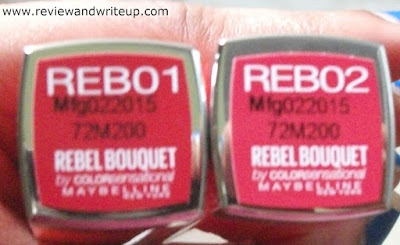 www.reviewandwriteup.com
REB01
Mfg022015
72M200
REBEL BOUQUET
by COLORsensational
MAYBELLINE
NEW YORK
REB02
Mfg022015
72M200
REBEL BOUQUET
by COLORsensational
MAYBELLINE
NEW YORK